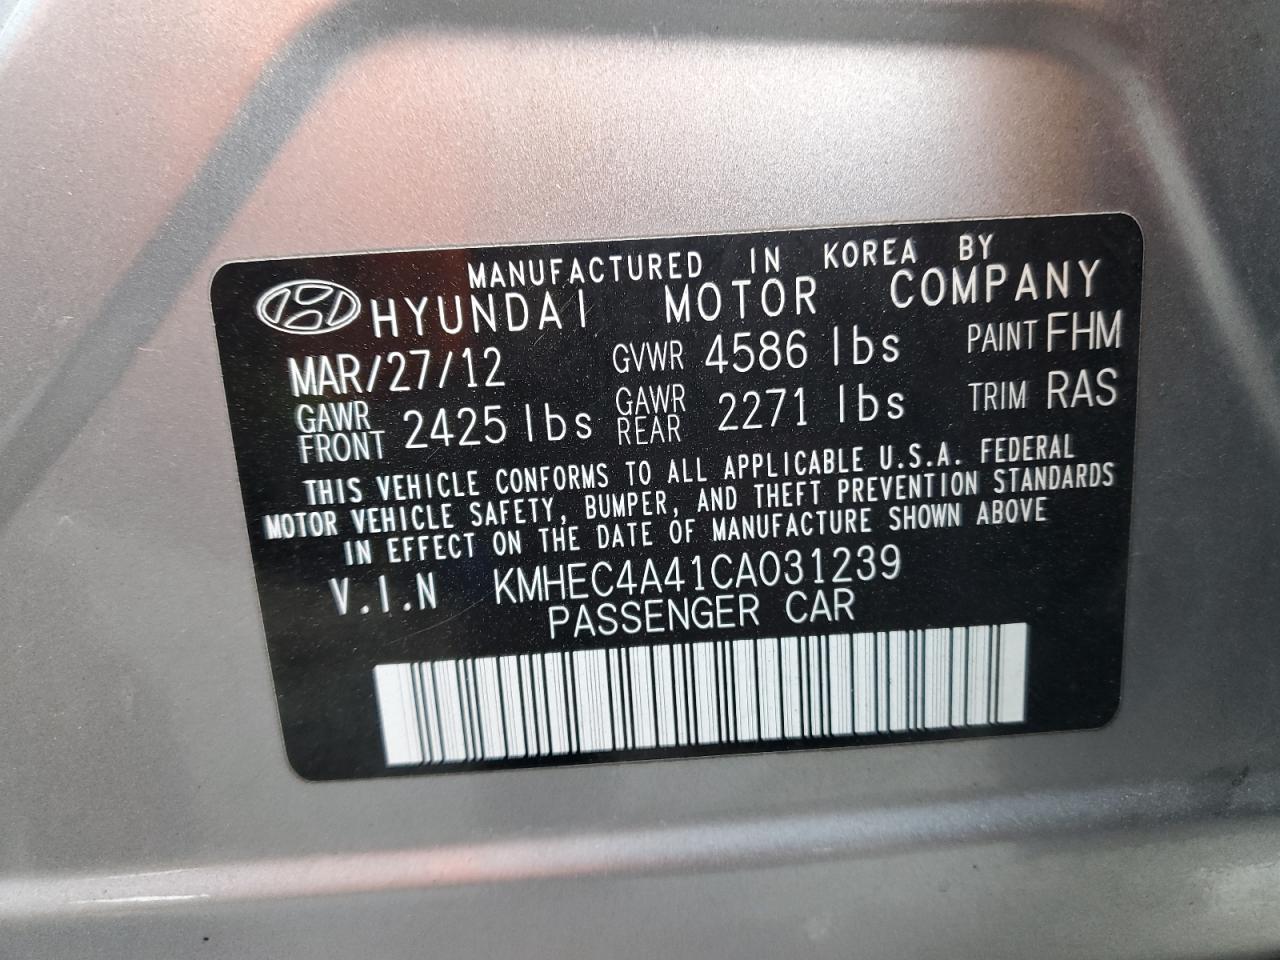 MANUFACTURED IN KOREA BY
HYUNDAI MOTOR COMPANY
MAR/27/12 GVWR 4586 lbs PAINT FHM
GAWR FRONT 2425 lbs GAWR REAR 2271 lbs TRIM RAS
THIS VEHICLE CONFORMS TO ALL APPLICABLE U.S.A. FEDERAL
MOTOR VEHICLE SAFETY, BUMPER, AND THEFT PREVENTION STANDARDS
IN EFFECT ON THE DATE OF MANUFACTURE SHOWN ABOVE
V.I.N KMHEC4A41CA031239
PASSENGER CAR